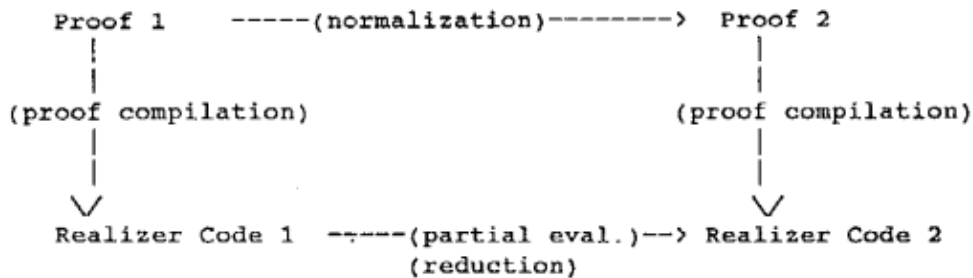 Proof 1 -----(normalization)--------> Proof 2
(proof compilation) (proof compilation)
Realizer Code 1 -----(partial eval.)--> Realizer Code 2
(reduction)